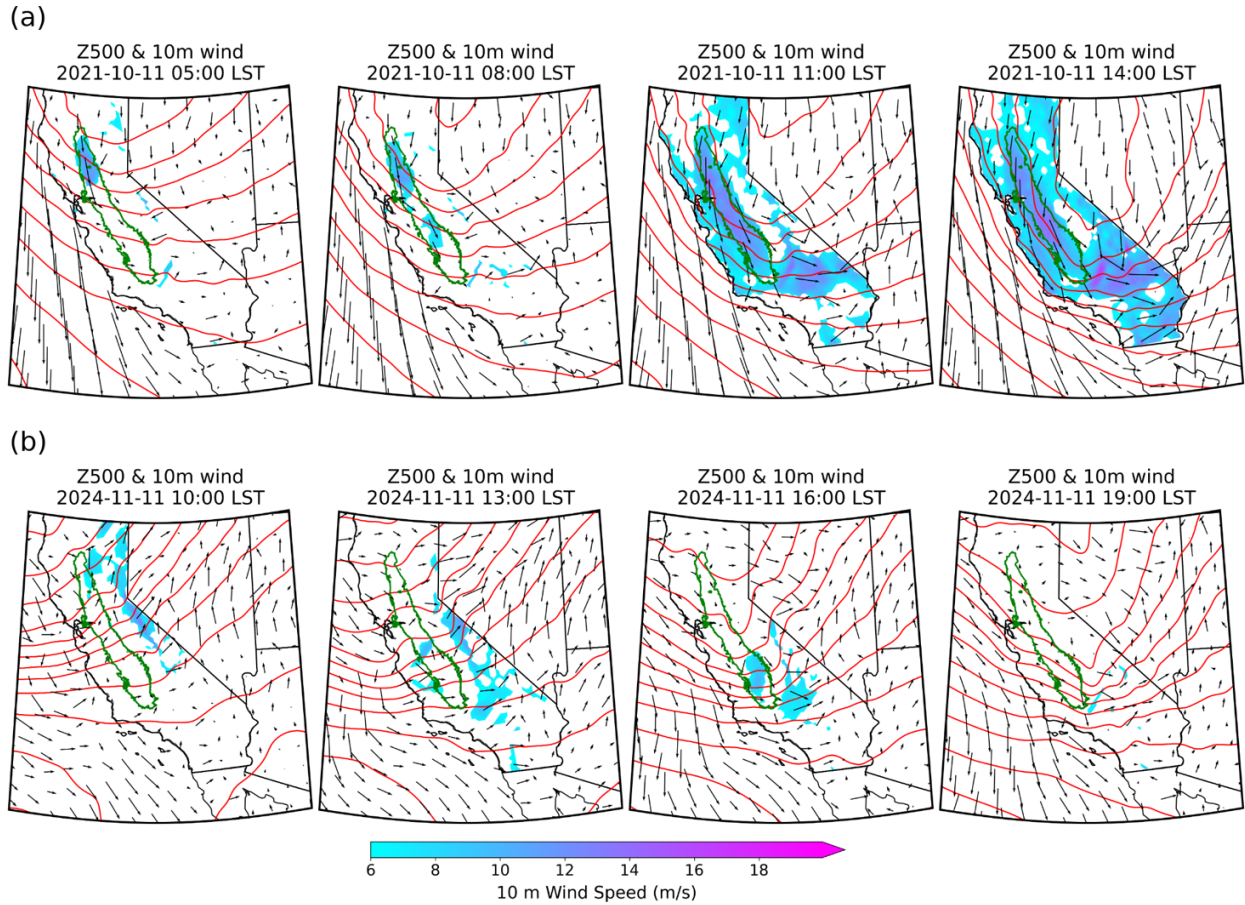 (a)
Z500 & 10m wind
2021-10-11 05:00 LST
Z500 & 10m wind
2021-10-11 08:00 LST
Z500 & 10m wind
2021-10-11 11:00 LST
Z500 & 10m wind
2021-10-11 14:00 LST
(b)
Z500 & 10m wind
2024-11-11 10:00 LST
Z500 & 10m wind
2024-11-11 13:00 LST
Z500 & 10m wind
2024-11-11 16:00 LST
Z500 & 10m wind
2024-11-11 19:00 LST
6 8 10 12 14 16 18
10 m Wind Speed (m/s)